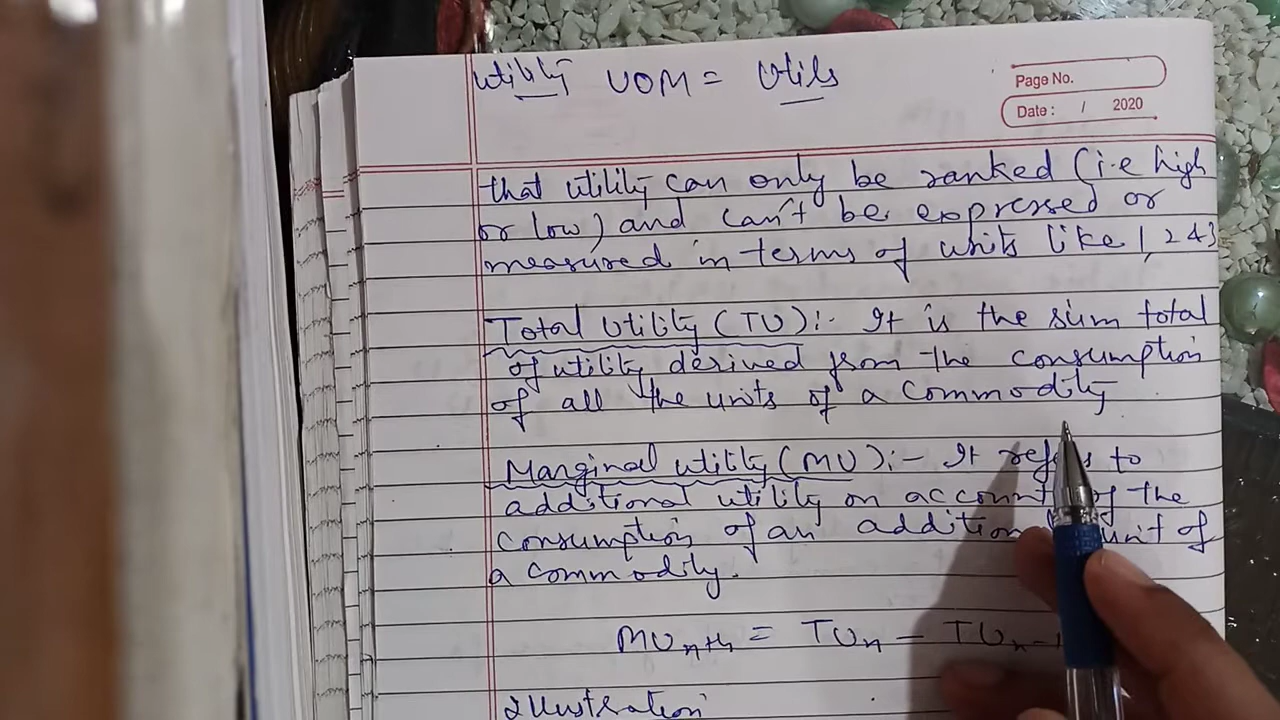 utility UOM = Utils
Page No.
Date : / 2020
that utility can only be ranked (i.e high
or low) and can't be expressed or
measured in terms of units like 1, 2 & 3
Total Utility (TU):- It is the sum total
of utility derived from the consumption
of all the units of a commodity
Marginal utility (MU):- It refers to
additional utility on account of the
consumption of an addition unit of
a commodity.
MUnth = TUn - TUn-1
Illustration